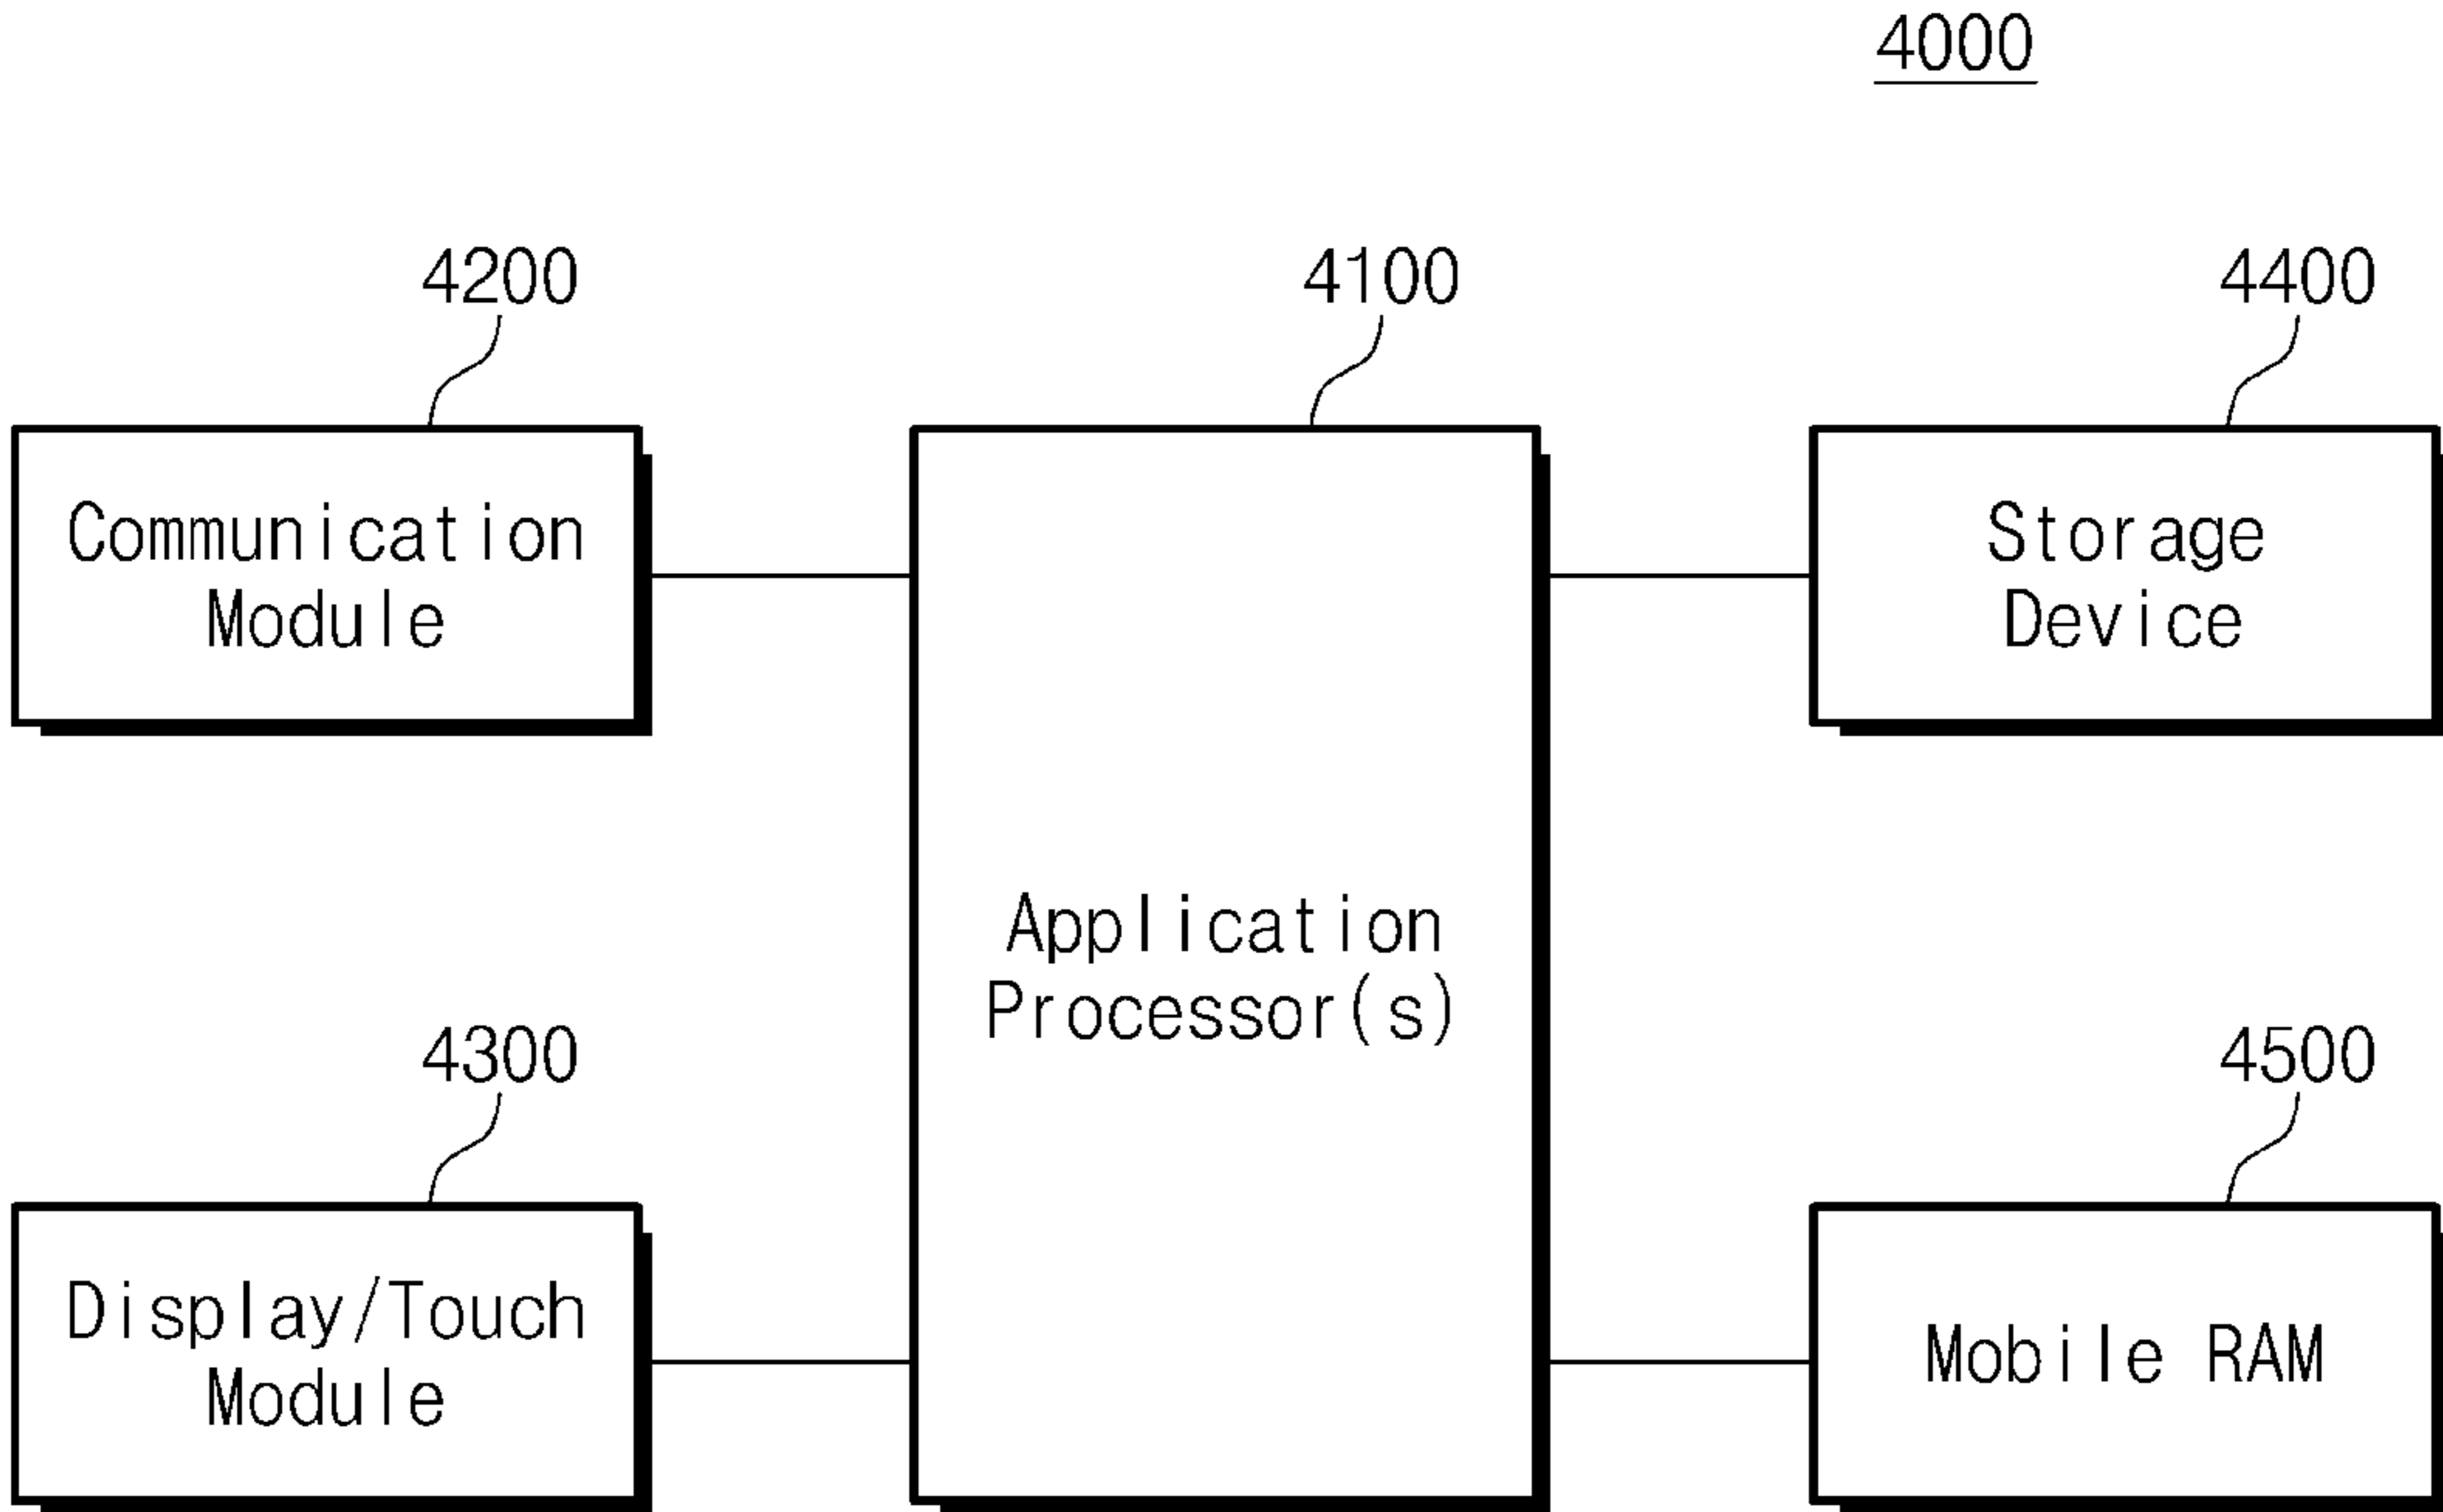 4000
4200
4100
4400
Communication
Module
Storage
Device
Application
Processor(s)
4300
4500
Display/Touch
Module
Mobile RAM